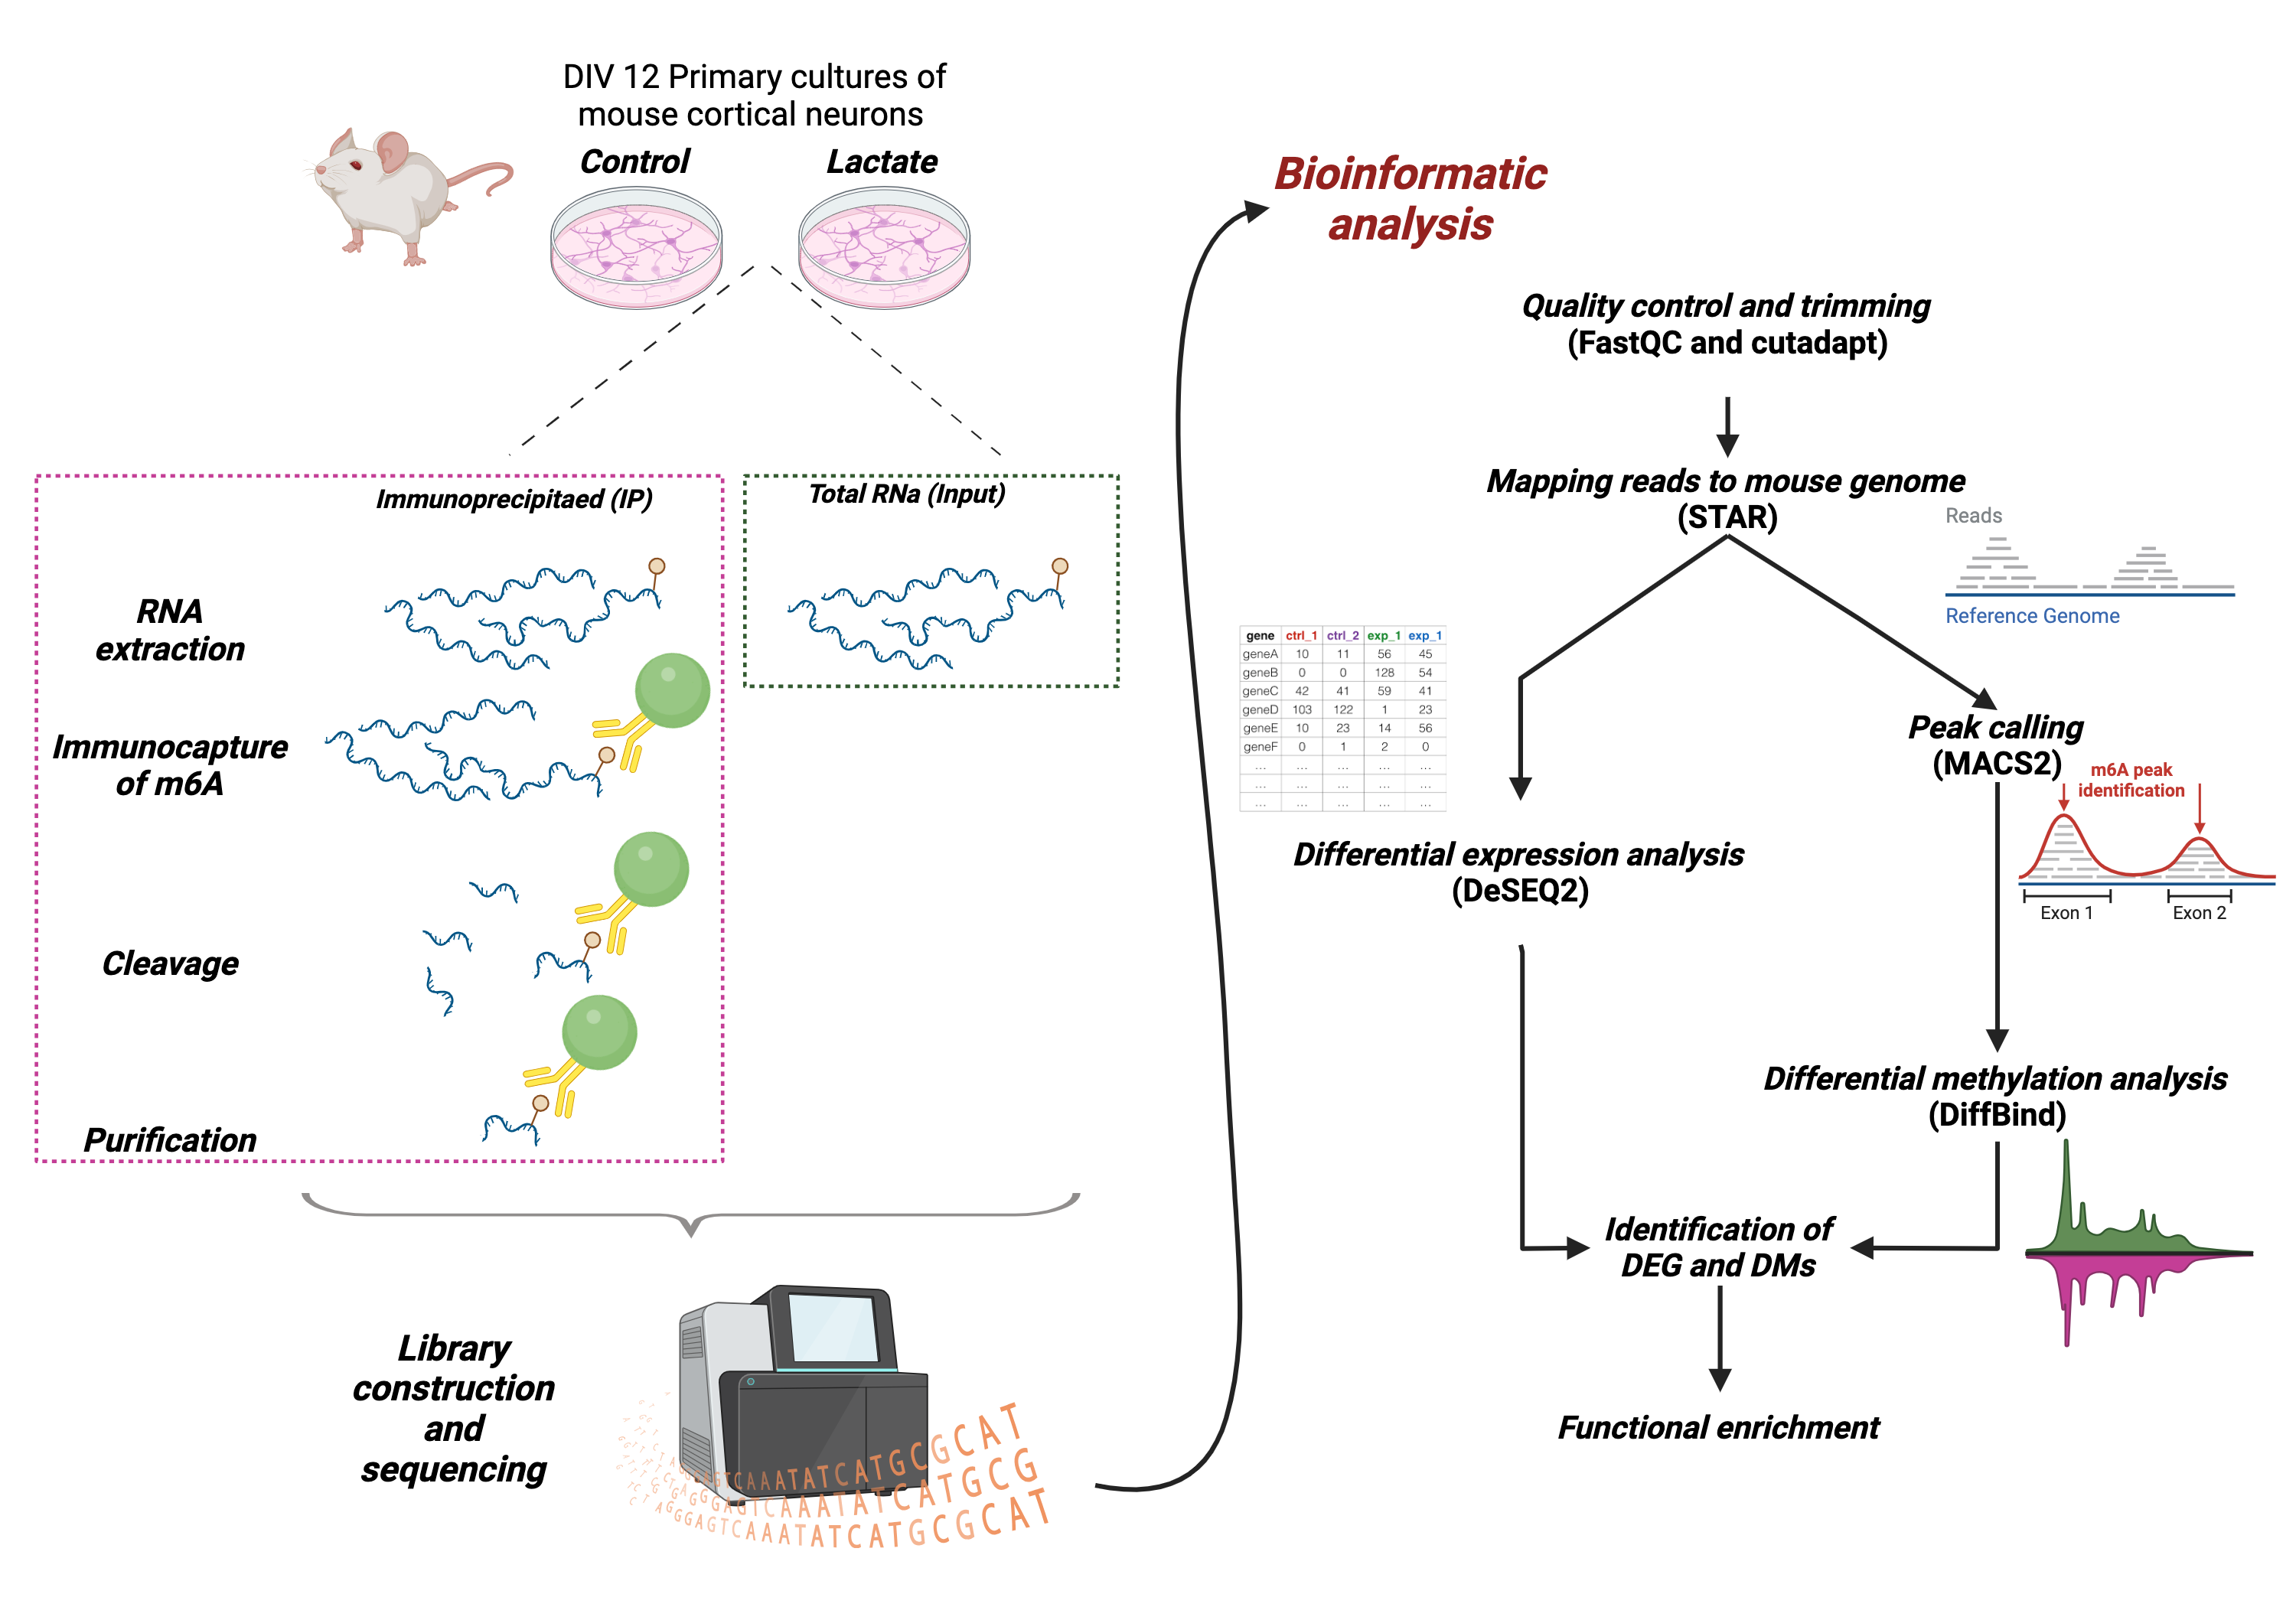 DIV 12 Primary cultures of
mouse cortical neurons
Control
Lactate
Immunoprecipitaed (IP)
Total RNa (Input)
RNA
extraction
Immunocapture
of m6A
Cleavage
Purification
Library
construction
and
sequencing
GGAGTCAAATATCATGCGCAT
AGGGAGTCAAATATCATGCG
CTAGGGAGTCAAATATCATGCGCAT
Bioinformatic
analysis
Quality control and trimming
(FastQC and cutadapt)
Mapping reads to mouse genome
(STAR)
Reads
Reference Genome
gene ctrl_1 ctrl_2 exp_1 exp_1
geneA 10 11 56 45
geneB 0 0 128 54
geneC 42 41 59 41
geneD 103 122 1 23
geneE 10 23 14 56
geneF 0 1 2 0
... ... ... ... ...
... ... ... ... ...
... ... ... ... ...
Peak calling
(MACS2)
m6A peak
identification
Exon 1 Exon 2
Differential expression analysis
(DeSEQ2)
Differential methylation analysis
(DiffBind)
Identification of
DEG and DMs
Functional enrichment